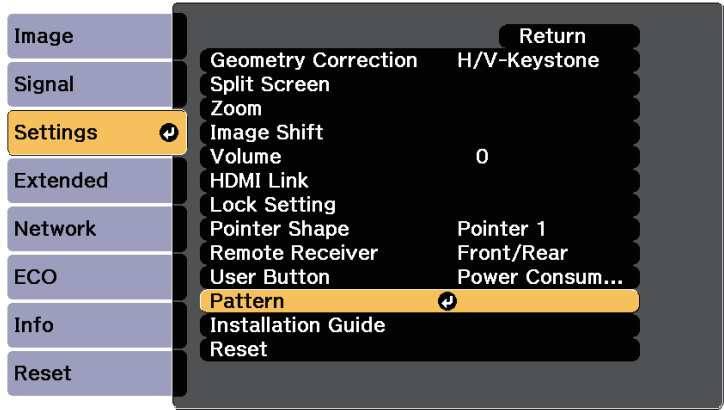 Image
Signal
Settings
Extended
Network
ECO
Info
Reset
Return
Geometry Correction H/V-Keystone
Split Screen
Zoom
Image Shift
Volume 0
HDMI Link
Lock Setting
Pointer Shape Pointer 1
Remote Receiver Front/Rear
User Button Power Consum...
Pattern
Installation Guide
Reset